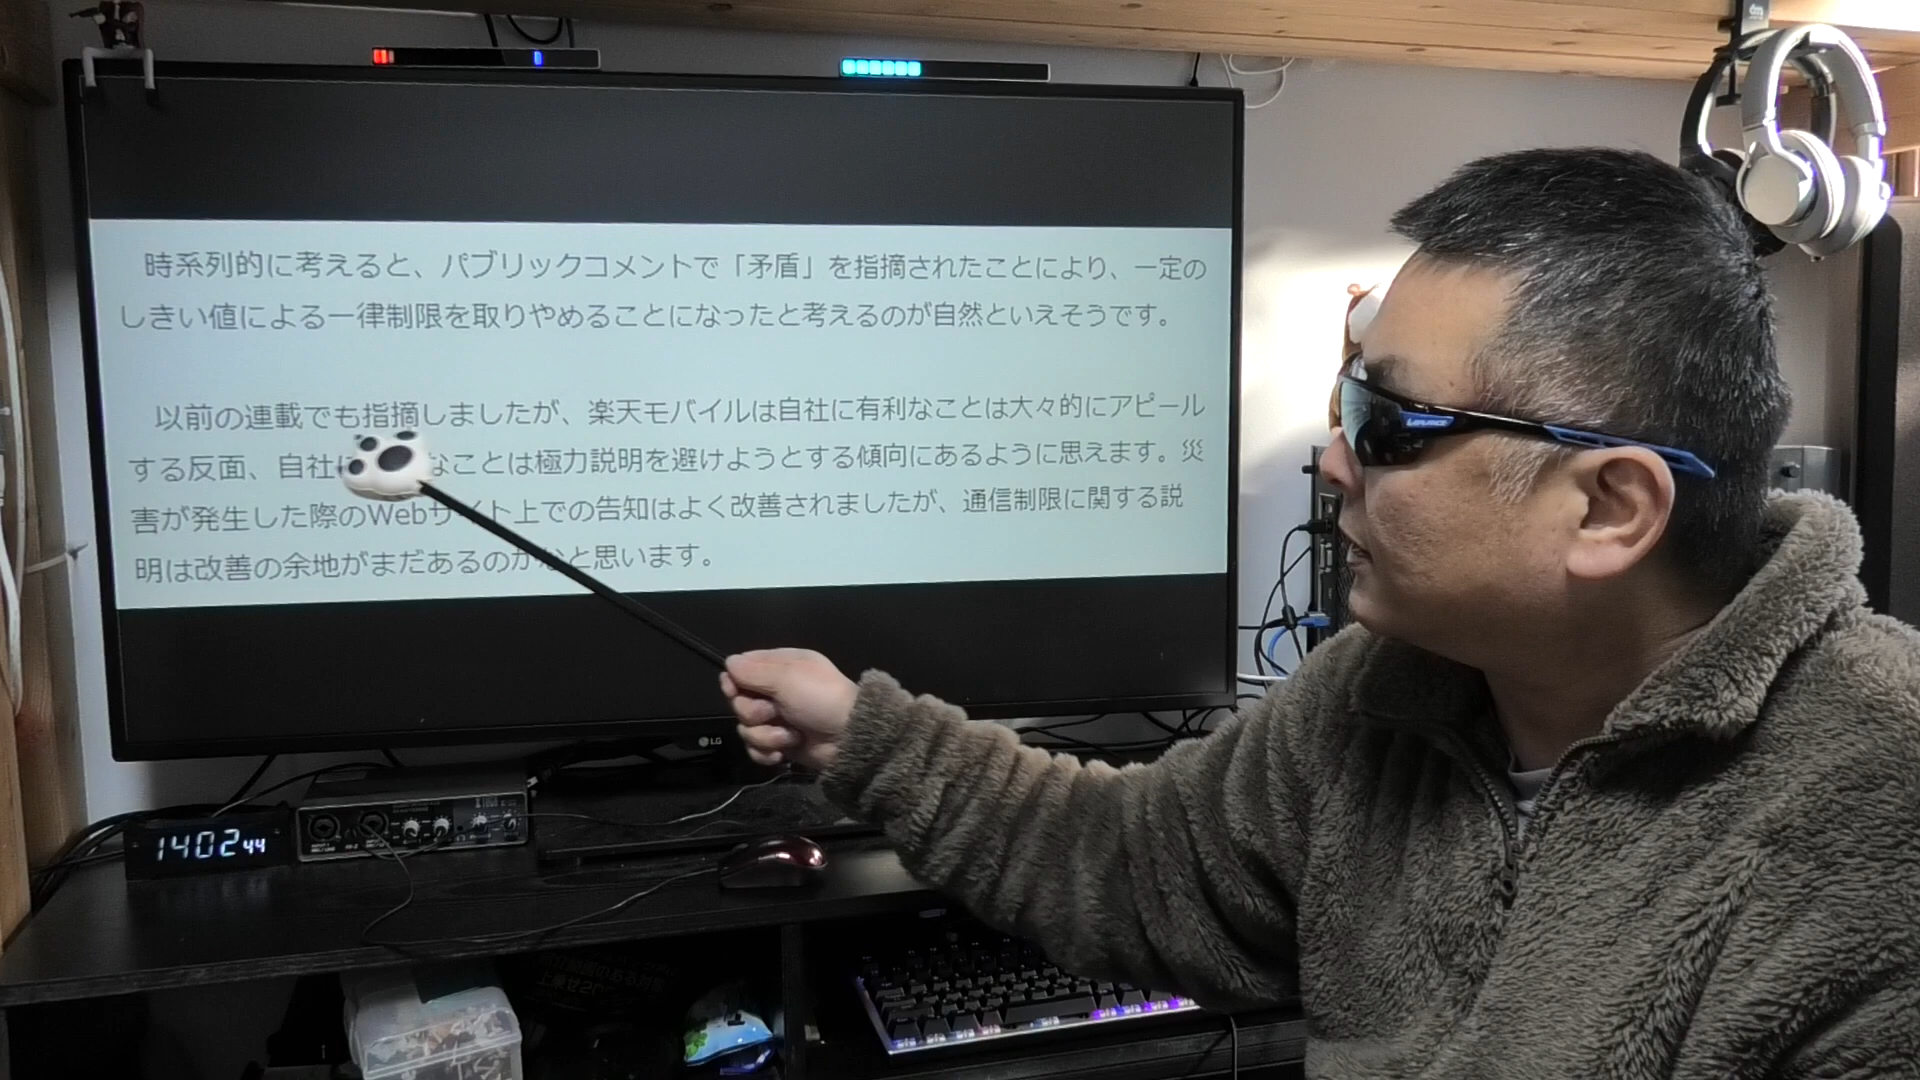 時系列的に考えると、パブリックコメントで「矛盾」を指摘されたことにより、一定の
しきい値による一律制限を取りやめることになったと考えるのが自然といえそうです。
以前の連載でも指摘しましたが、楽天モバイルは自社に有利なことは大々的にアピール
する反面、自社 なことは極力説明を避けようとする傾向にあるように思えます。災
害が発生した際のWebサイト上での告知はよく改善されましたが、通信制限に関する説
明は改善の余地がまだあるのかなと思います。
LG
1402 44